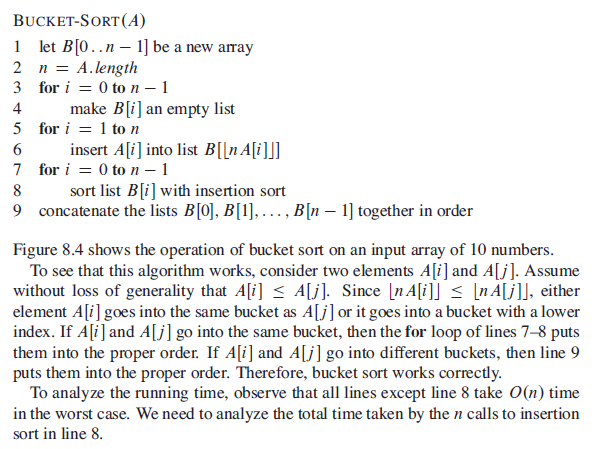 BUCKET-SORT(A)
1 let B[0..n − 1] be a new array
2 n = A.length
3 for i = 0 to n − 1
4 make B[i] an empty list
5 for i = 1 to n
6 insert A[i] into list B[⌊nA[i]⌋]
7 for i = 0 to n − 1
8 sort list B[i] with insertion sort
9 concatenate the lists B[0], B[1], . . . , B[n − 1] together in order
Figure 8.4 shows the operation of bucket sort on an input array of 10 numbers.
To see that this algorithm works, consider two elements A[i] and A[j]. Assume
without loss of generality that A[i] ≤ A[j]. Since ⌊nA[i]⌋ ≤ ⌊nA[j]⌋, either
element A[i] goes into the same bucket as A[j] or it goes into a bucket with a lower
index. If A[i] and A[j] go into the same bucket, then the for loop of lines 7–8 puts
them into the proper order. If A[i] and A[j] go into different buckets, then line 9
puts them into the proper order. Therefore, bucket sort works correctly.
To analyze the running time, observe that all lines except line 8 take O(n) time
in the worst case. We need to analyze the total time taken by the n calls to insertion
sort in line 8.